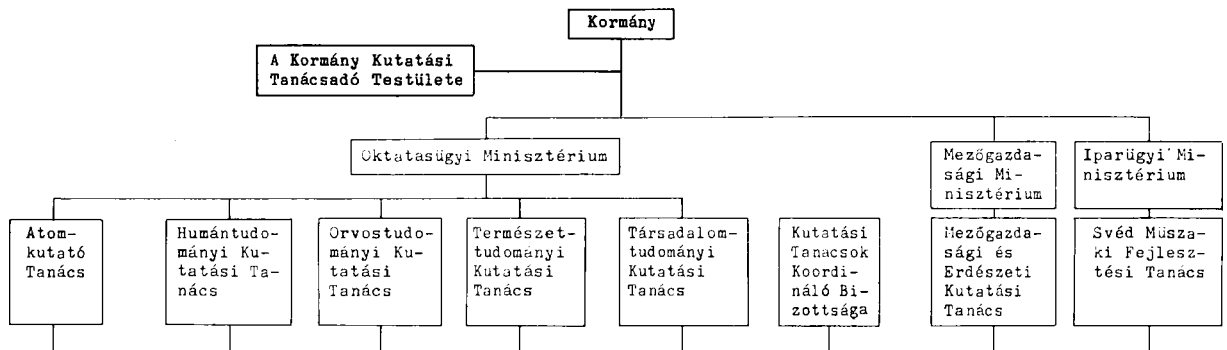 Kormány
A Kormány Kutatási
Tanácsadó Testülete
Oktatasügyi Minisztérium
Mezőgazda-
sági Mi-
nisztérium
Iparügyi Mi-
nisztérium
Atom-
kutató
Tanács
Humántudo-
mányi Ku-
tatási Ta-
nács
Orvostudo-
mányi Ku-
tatási
Tanács
Természet-
tudományi
Kutatási
Tanács
Társadalom-
tudományi
Kutatási
Tanács
Kutatási
Tanacsok
Koordi-
náló Bi-
zottsága
Mezőgazda-
sági és
Erdészeti
Kutatási
Tanács
Svéd Műsza-
ki Fejlesz-
tési Tanács